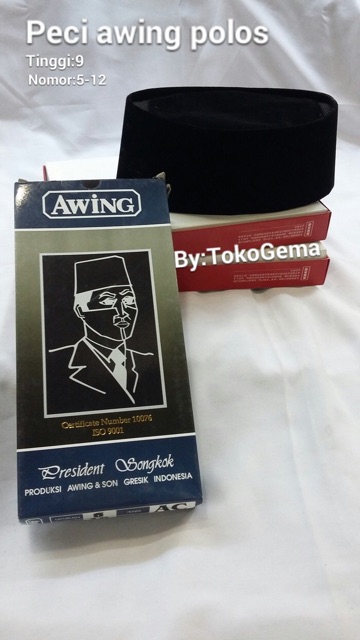 Peci awing polos
Tinggi:9
Nomor:5-12
AWING
By:TokoGema
Certificate Number 10076
ISO 9001
President Songkok
PRODUKSI AWING & SON GRESIK INDONESIA
8
AC